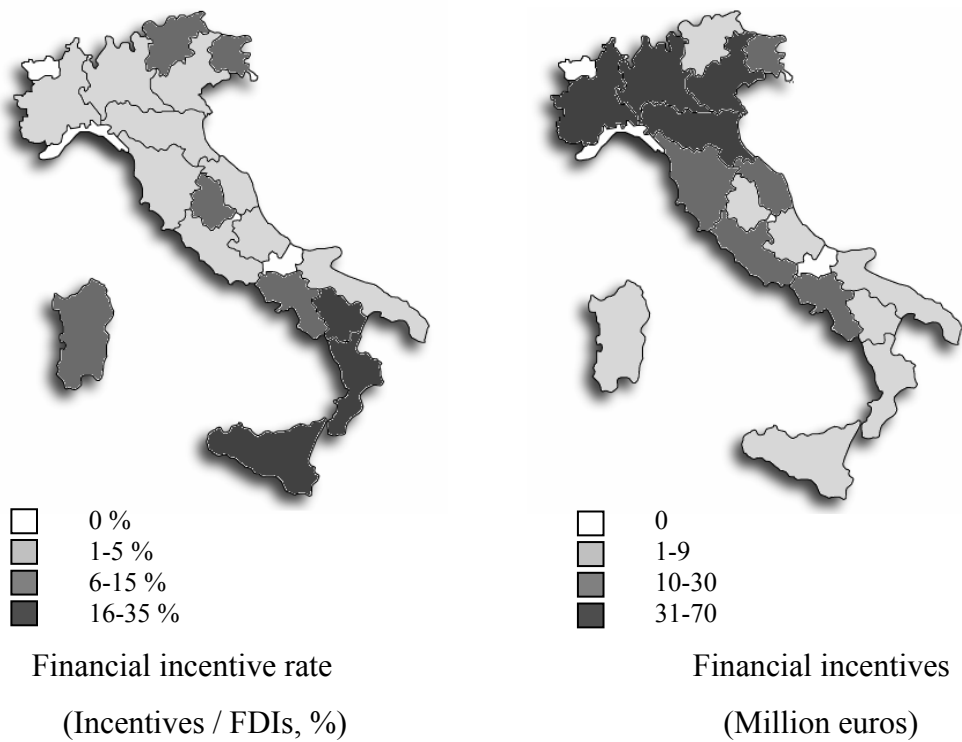 0 %
1-5 %
6-15 %
16-35 %
Financial incentive rate
(Incentives / FDIs, %)
0
1-9
10-30
31-70
Financial incentives
(Million euros)